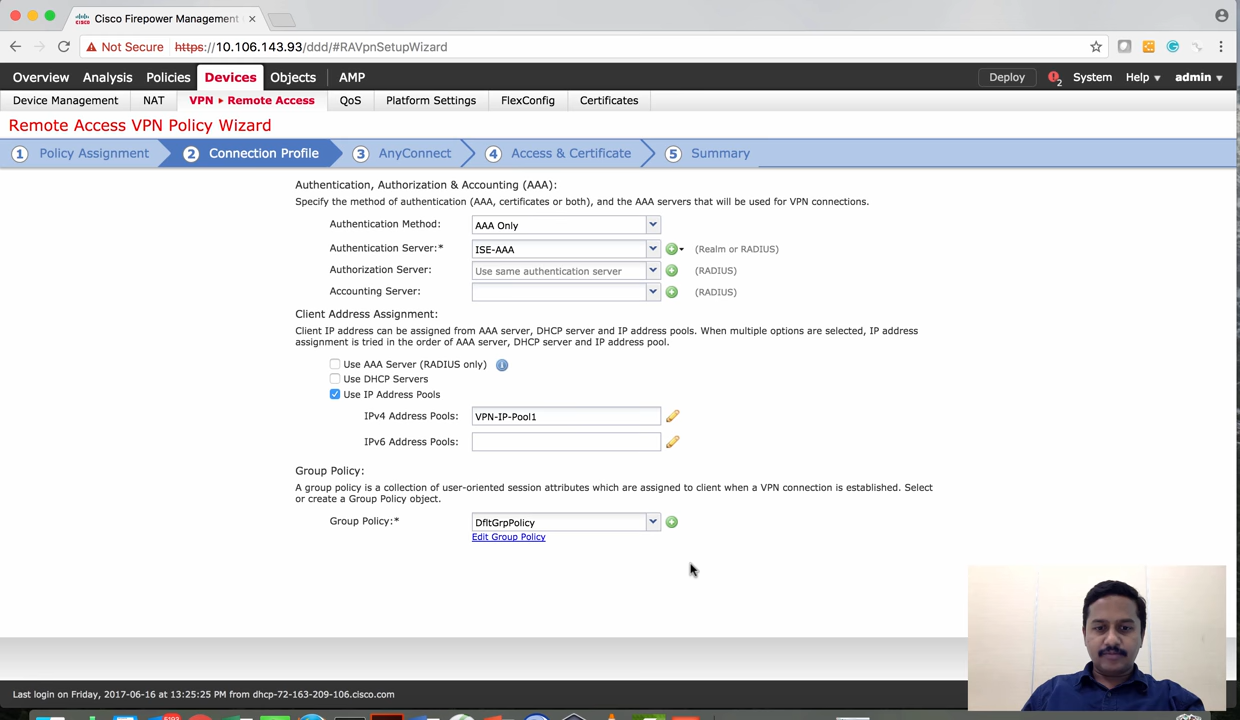 Cisco Firepower Management
Not Secure https://10.106.143.93/ddd/#RAVpnSetupWizard
Overview Analysis Policies Devices Objects AMP Deploy 2 System Help admin
Device Management NAT VPN ▸ Remote Access QoS Platform Settings FlexConfig Certificates
Remote Access VPN Policy Wizard
1 Policy Assignment 2 Connection Profile 3 AnyConnect 4 Access & Certificate 5 Summary
Authentication, Authorization & Accounting (AAA):
Specify the method of authentication (AAA, certificates or both), and the AAA servers that will be used for VPN connections.
Authentication Method: AAA Only
Authentication Server:* ISE-AAA (Realm or RADIUS)
Authorization Server: Use same authentication server (RADIUS)
Accounting Server: (RADIUS)
Client Address Assignment:
Client IP address can be assigned from AAA server, DHCP server and IP address pools. When multiple options are selected, IP address
assignment is tried in the order of AAA server, DHCP server and IP address pool.
Use AAA Server (RADIUS only)
Use DHCP Servers
Use IP Address Pools
IPv4 Address Pools: VPN-IP-Pool1
IPv6 Address Pools:
Group Policy:
A group policy is a collection of user-oriented session attributes which are assigned to client when a VPN connection is established. Select
or create a Group Policy object.
Group Policy:* DfltGrpPolicy
Edit Group Policy
Last login on Friday, 2017-06-16 at 13:25:25 PM from dhcp-72-163-209-106.cisco.com